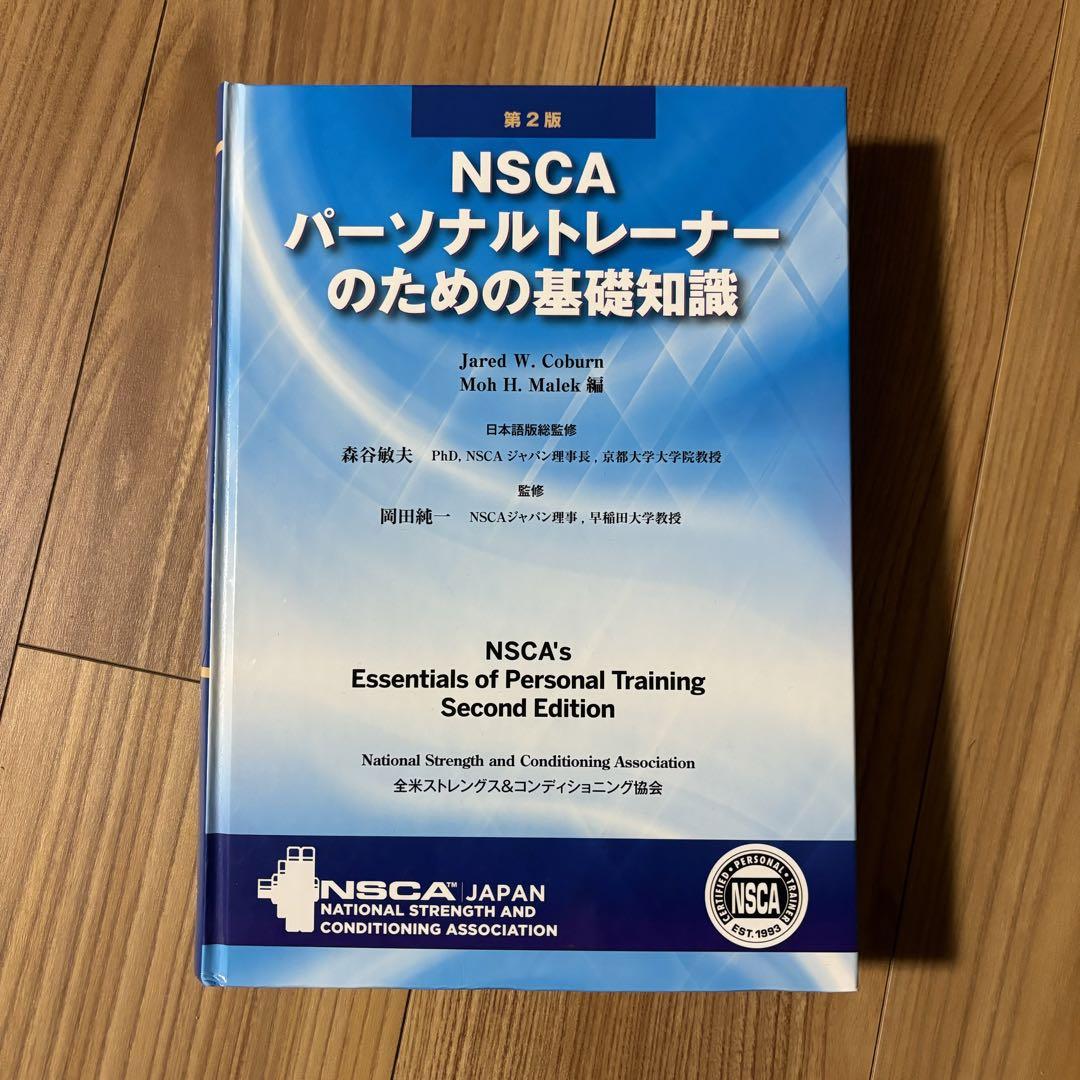 第2版
NSCA
パーソナルトレーナー
のための基礎知識
Jared W. Coburn
Moh H. Malek 編
日本語版総監修
森谷敏夫 PhD, NSCA ジャパン理事長 , 京都大学大学院教授
監修
岡田純一 NSCAジャパン理事 , 早稲田大学教授
NSCA's
Essentials of Personal Training
Second Edition
National Strength and Conditioning Association
全米ストレングス&コンディショニング協会
NSCA™ JAPAN
NATIONAL STRENGTH AND
CONDITIONING ASSOCIATION
CERTIFIED • PERSONAL • TRAINER
NSCA
EST. 1993